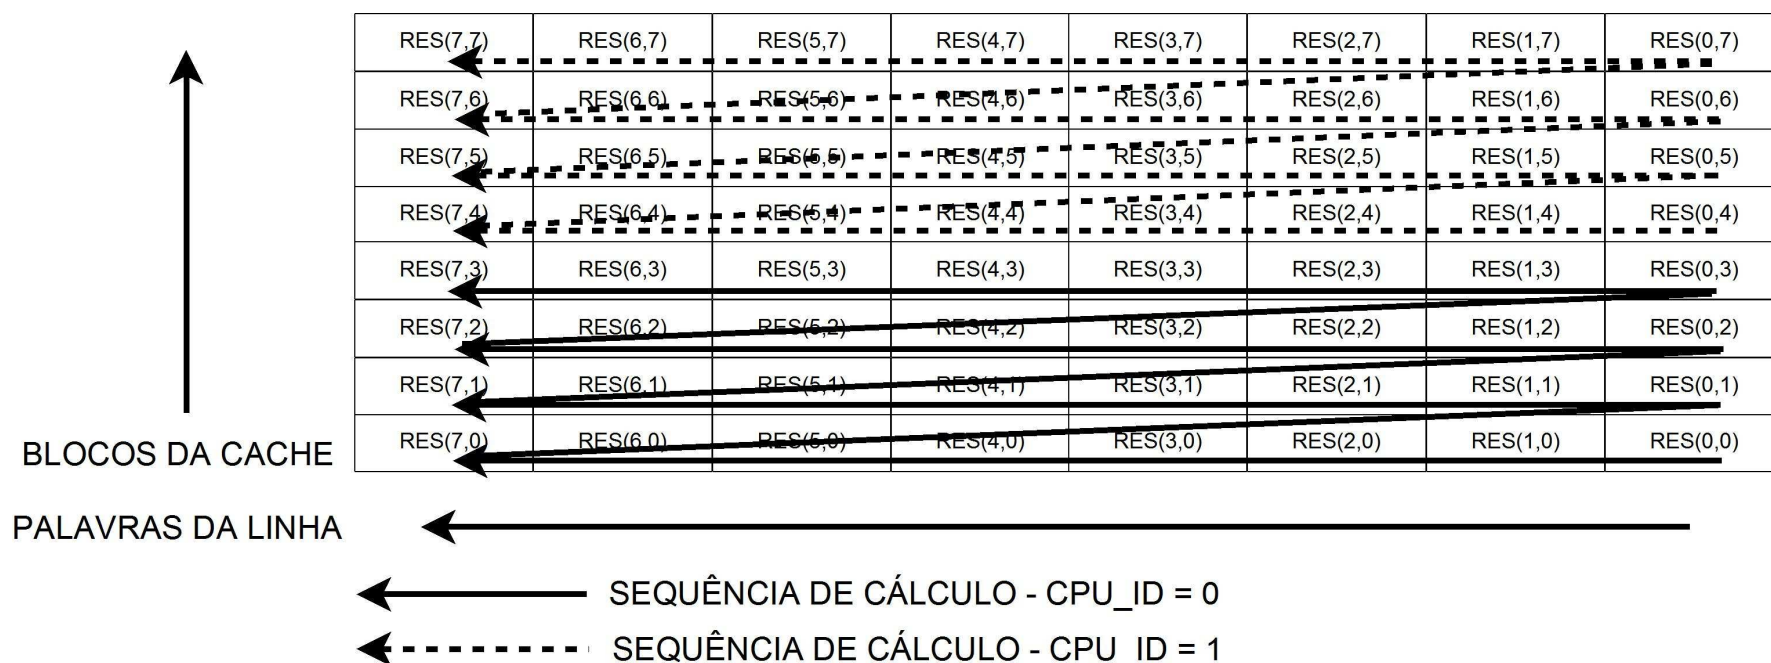 RES(7,7) RES(6,7) RES(5,7) RES(4,7) RES(3,7) RES(2,7) RES(1,7) RES(0,7)
RES(7,6) RES(6,6) RES(5,6) RES(4,6) RES(3,6) RES(2,6) RES(1,6) RES(0,6)
RES(7,5) RES(6,5) RES(5,5) RES(4,5) RES(3,5) RES(2,5) RES(1,5) RES(0,5)
RES(7,4) RES(6,4) RES(5,4) RES(4,4) RES(3,4) RES(2,4) RES(1,4) RES(0,4)
RES(7,3) RES(6,3) RES(5,3) RES(4,3) RES(3,3) RES(2,3) RES(1,3) RES(0,3)
RES(7,2) RES(6,2) RES(5,2) RES(4,2) RES(3,2) RES(2,2) RES(1,2) RES(0,2)
RES(7,1) RES(6,1) RES(5,1) RES(4,1) RES(3,1) RES(2,1) RES(1,1) RES(0,1)
RES(7,0) RES(6,0) RES(5,0) RES(4,0) RES(3,0) RES(2,0) RES(1,0) RES(0,0)
BLOCOS DA CACHE
PALAVRAS DA LINHA
SEQUÊNCIA DE CÁLCULO - CPU_ID = 0
SEQUÊNCIA DE CÁLCULO - CPU_ID = 1